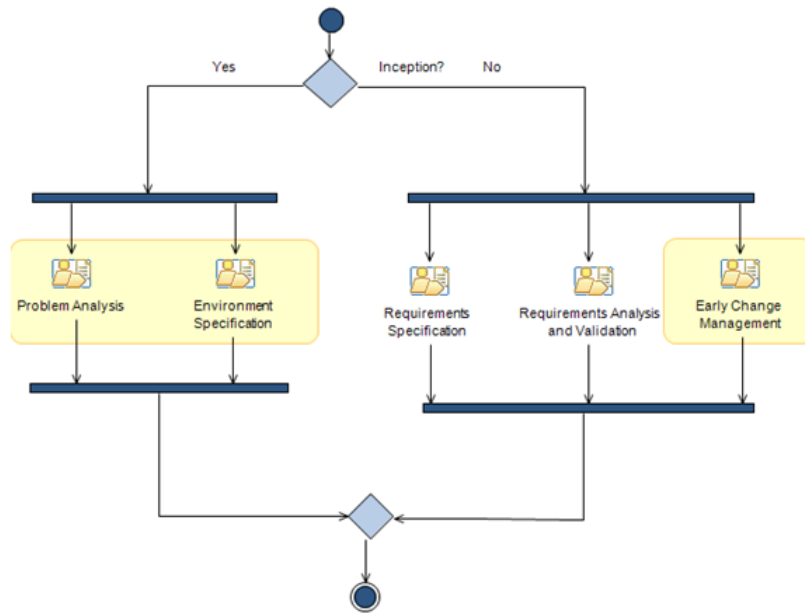 Yes
Inception?
No
Problem Analysis
Environment
Specification
Requirements
Specification
Requirements Analysis
and Validation
Early Change
Management